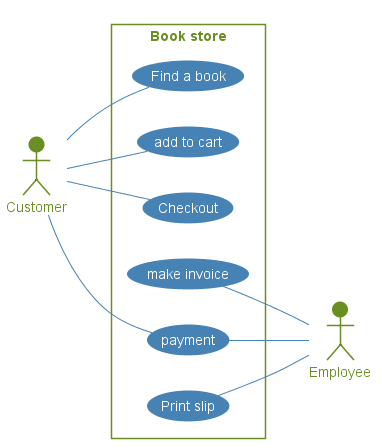 Book store
Find a book
add to cart
Customer
Checkout
make invoice
payment
Employee
Print slip